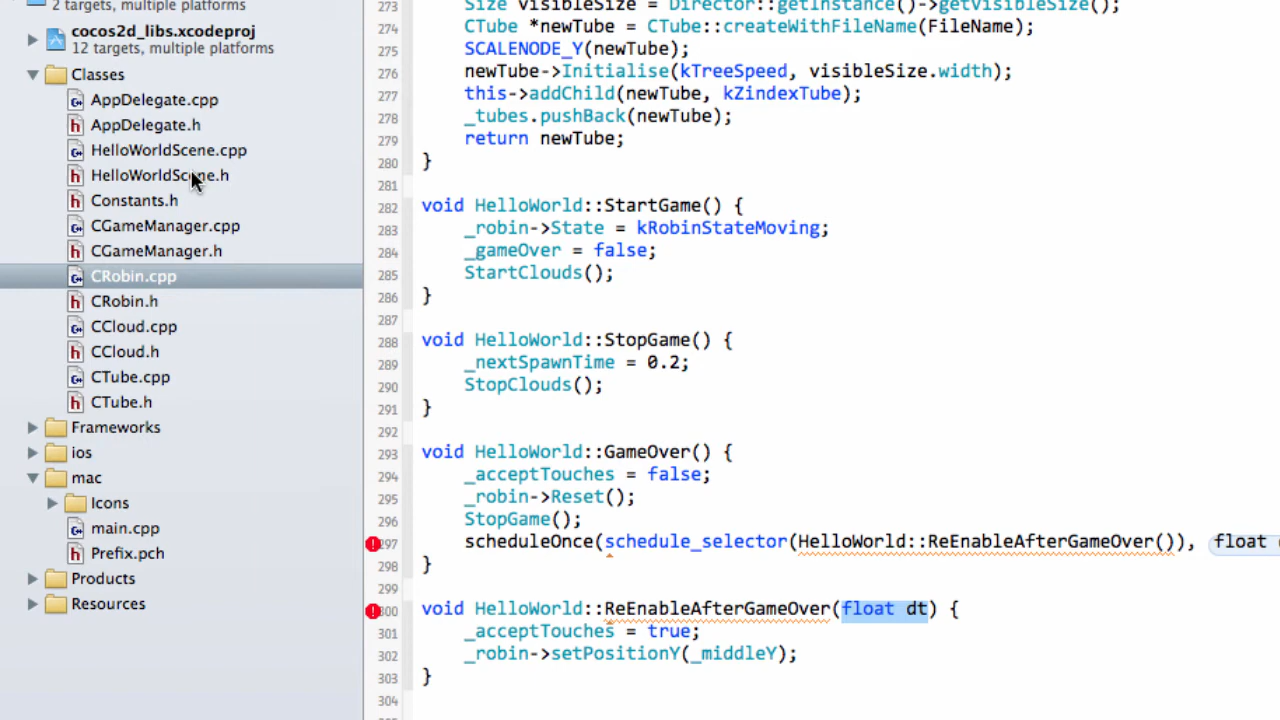 2 targets, multiple platforms
cocos2d_libs.xcodeproj
12 targets, multiple platforms
Classes
AppDelegate.cpp
AppDelegate.h
HelloWorldScene.cpp
HelloWorldScene.h
Constants.h
CGameManager.cpp
CGameManager.h
CRobin.cpp
CRobin.h
CCloud.cpp
CCloud.h
CTube.cpp
CTube.h
Frameworks
ios
mac
Icons
main.cpp
Prefix.pch
Products
Resources
273 Size visibleSize = Director::getInstance()->getVisibleSize();
274 CTube *newTube = CTube::createWithFileName(FileName);
275 SCALENODE_Y(newTube);
276 newTube->Initialise(kTreeSpeed, visibleSize.width);
277 this->addChild(newTube, kZindexTube);
278 _tubes.pushBack(newTube);
279 return newTube;
280 }
281
282 void HelloWorld::StartGame() {
283 _robin->State = kRobinStateMoving;
284 _gameOver = false;
285 StartClouds();
286 }
287
288 void HelloWorld::StopGame() {
289 _nextSpawnTime = 0.2;
290 StopClouds();
291 }
292
293 void HelloWorld::GameOver() {
294 _acceptTouches = false;
295 _robin->Reset();
296 StopGame();
297 scheduleOnce(schedule_selector(HelloWorld::ReEnableAfterGameOver()), float
298 }
299
300 void HelloWorld::ReEnableAfterGameOver(float dt) {
301 _acceptTouches = true;
302 _robin->setPositionY(_middleY);
303 }
304